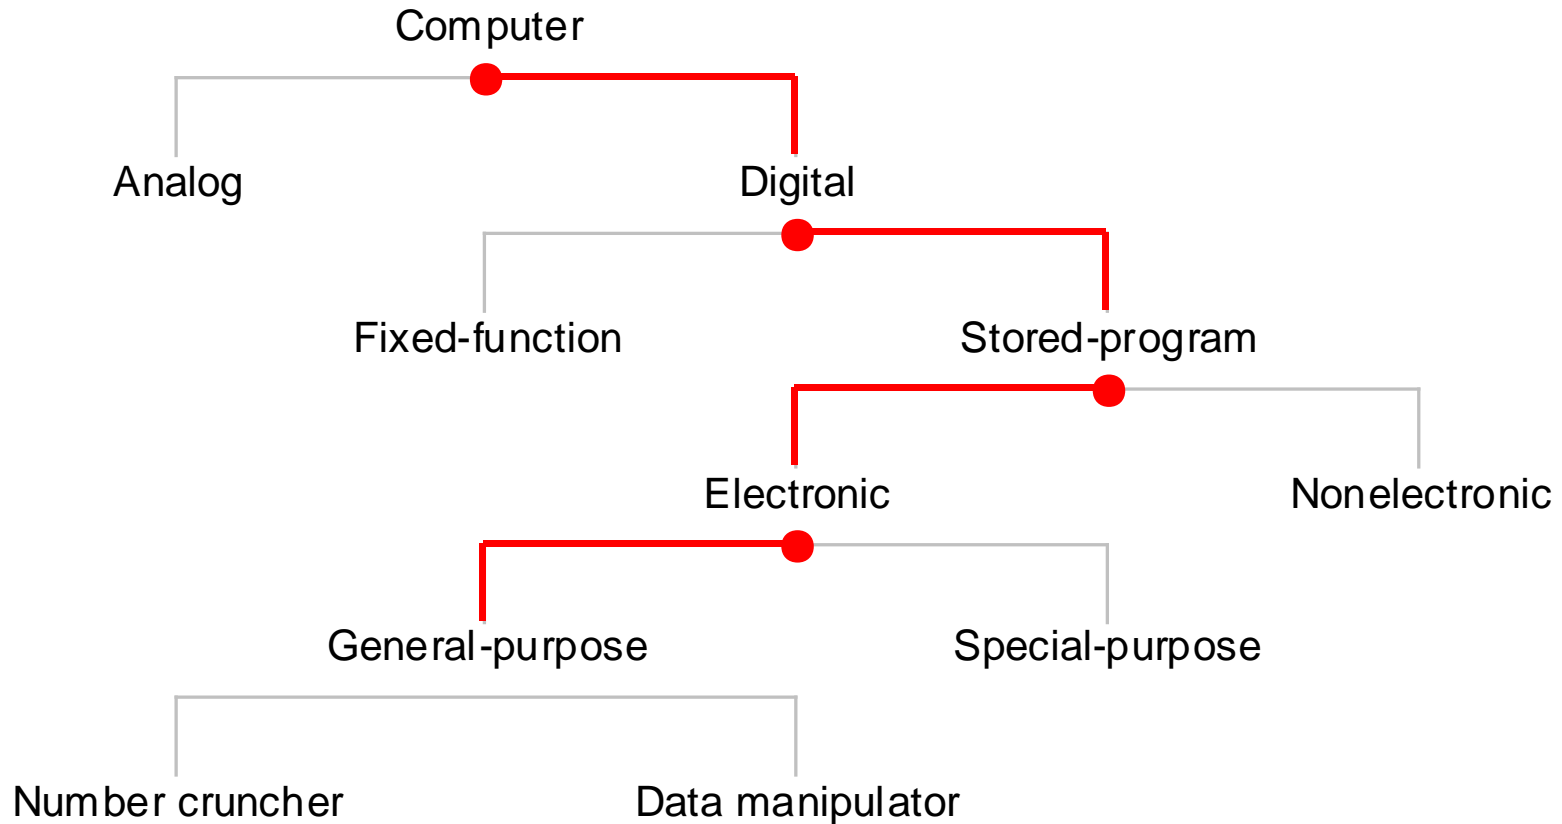 Computer
Analog
Digital
Fixed-function
Stored-program
Electronic
Nonelectronic
General-purpose
Special-purpose
Number cruncher
Data manipulator